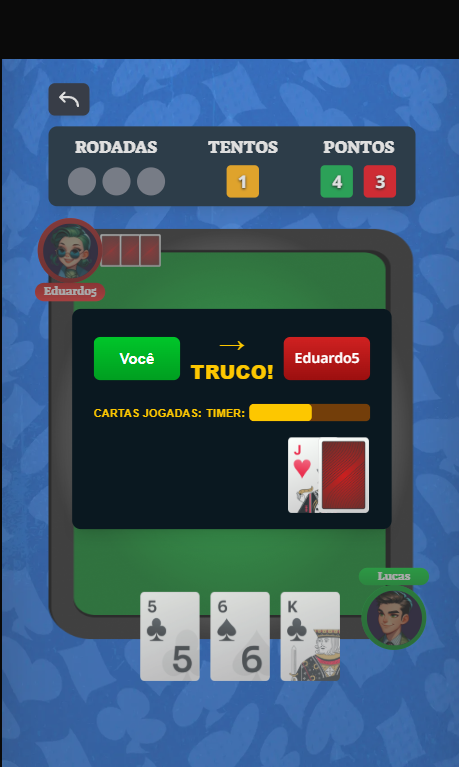 RODADAS TENTOS PONTOS
1 4 3
Eduardo5
Você → Eduardo5
TRUCO!
CARTAS JOGADAS: TIMER:
J
Lucas
5 6 K
5 6